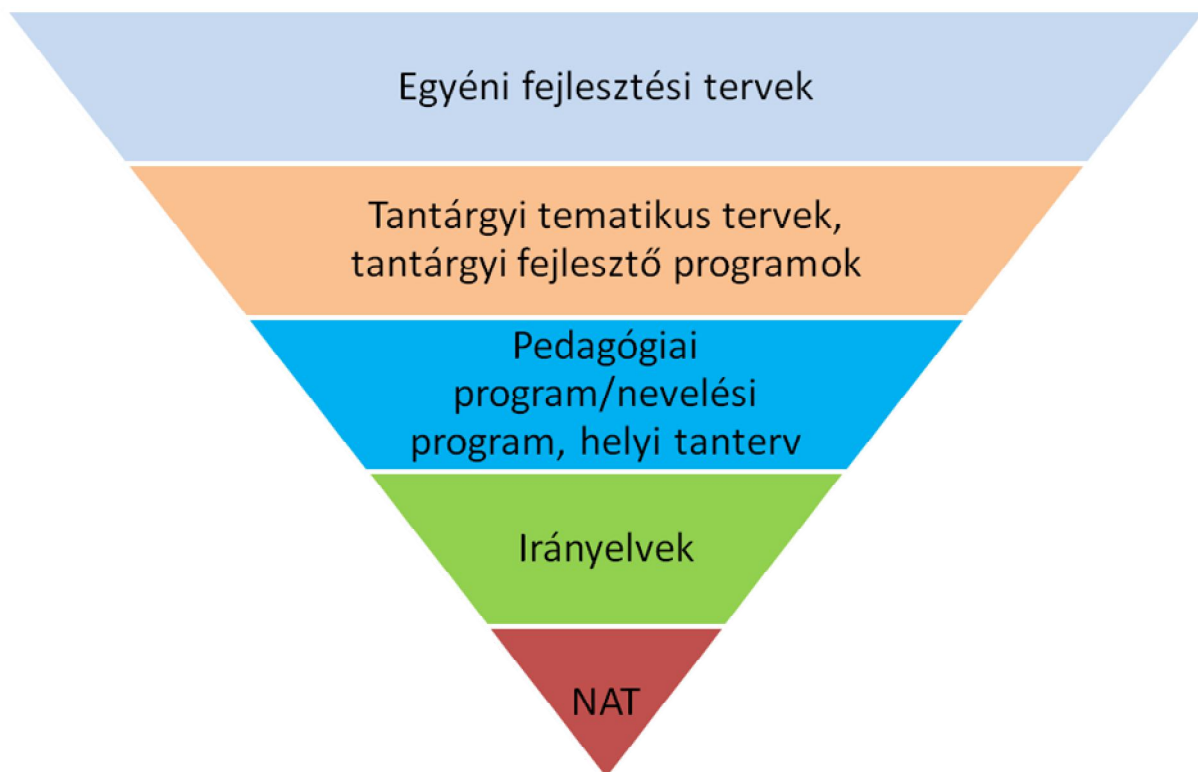 Egyéni fejlesztési tervek
Tantárgyi tematikus tervek,
tantárgyi fejlesztő programok
Pedagógiai
program/nevelési
program, helyi tanterv
Irányelvek
NAT